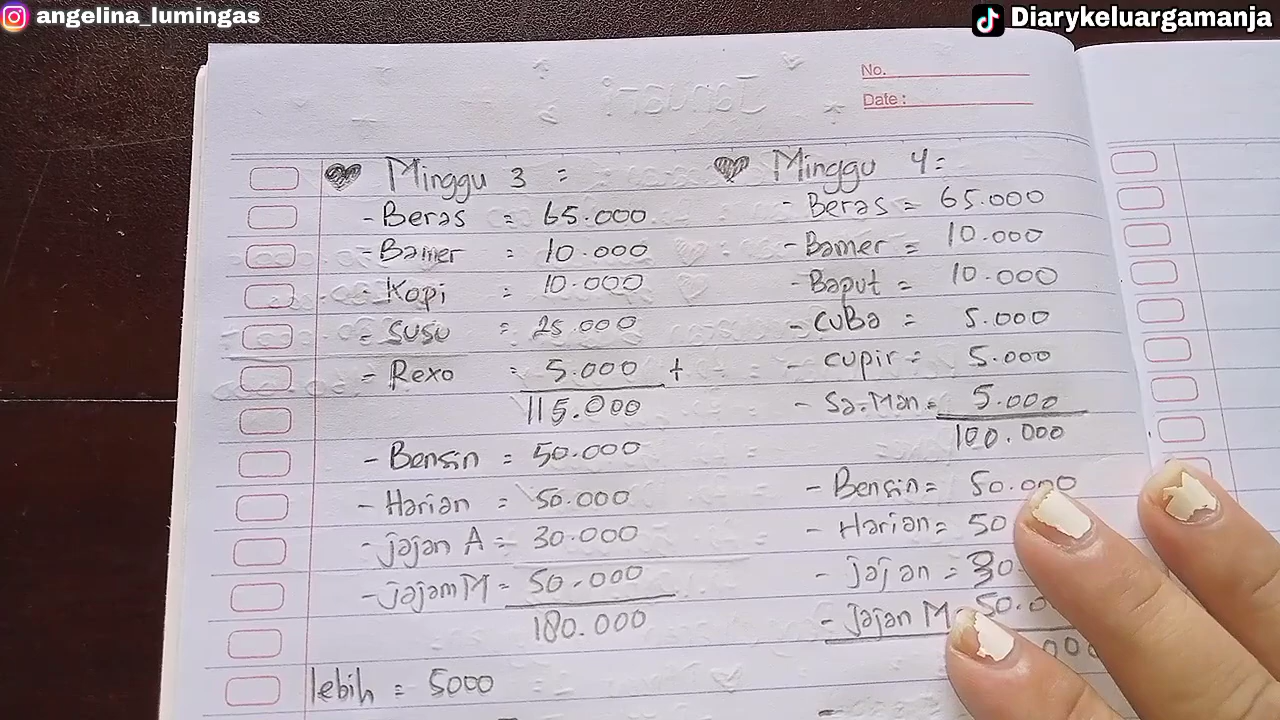 angelina_lumingas
Diarykeluargamanja
No.
Date :
Minggu 3 :
- Beras = 65.000
- Bamer : 10.000
- Kopi : 10.000
- Susu = 25.000
- Rexo : 5.000 +
115.000
- Bensin = 50.000
- Harian = 50.000
- jajan A = 30.000
- jajam M = 50.000
180.000
lebih = 5000
Minggu 4 :
- Beras = 65.000
- Bamer = 10.000
- Baput = 10.000
- CUBa = 5.000
- cupir = 5.000
- Sa.Man = 5.000
100.000
- Bensin = 50.000
- Harian = 50
- Jajan = 30.
- Jajan M 50.0
000